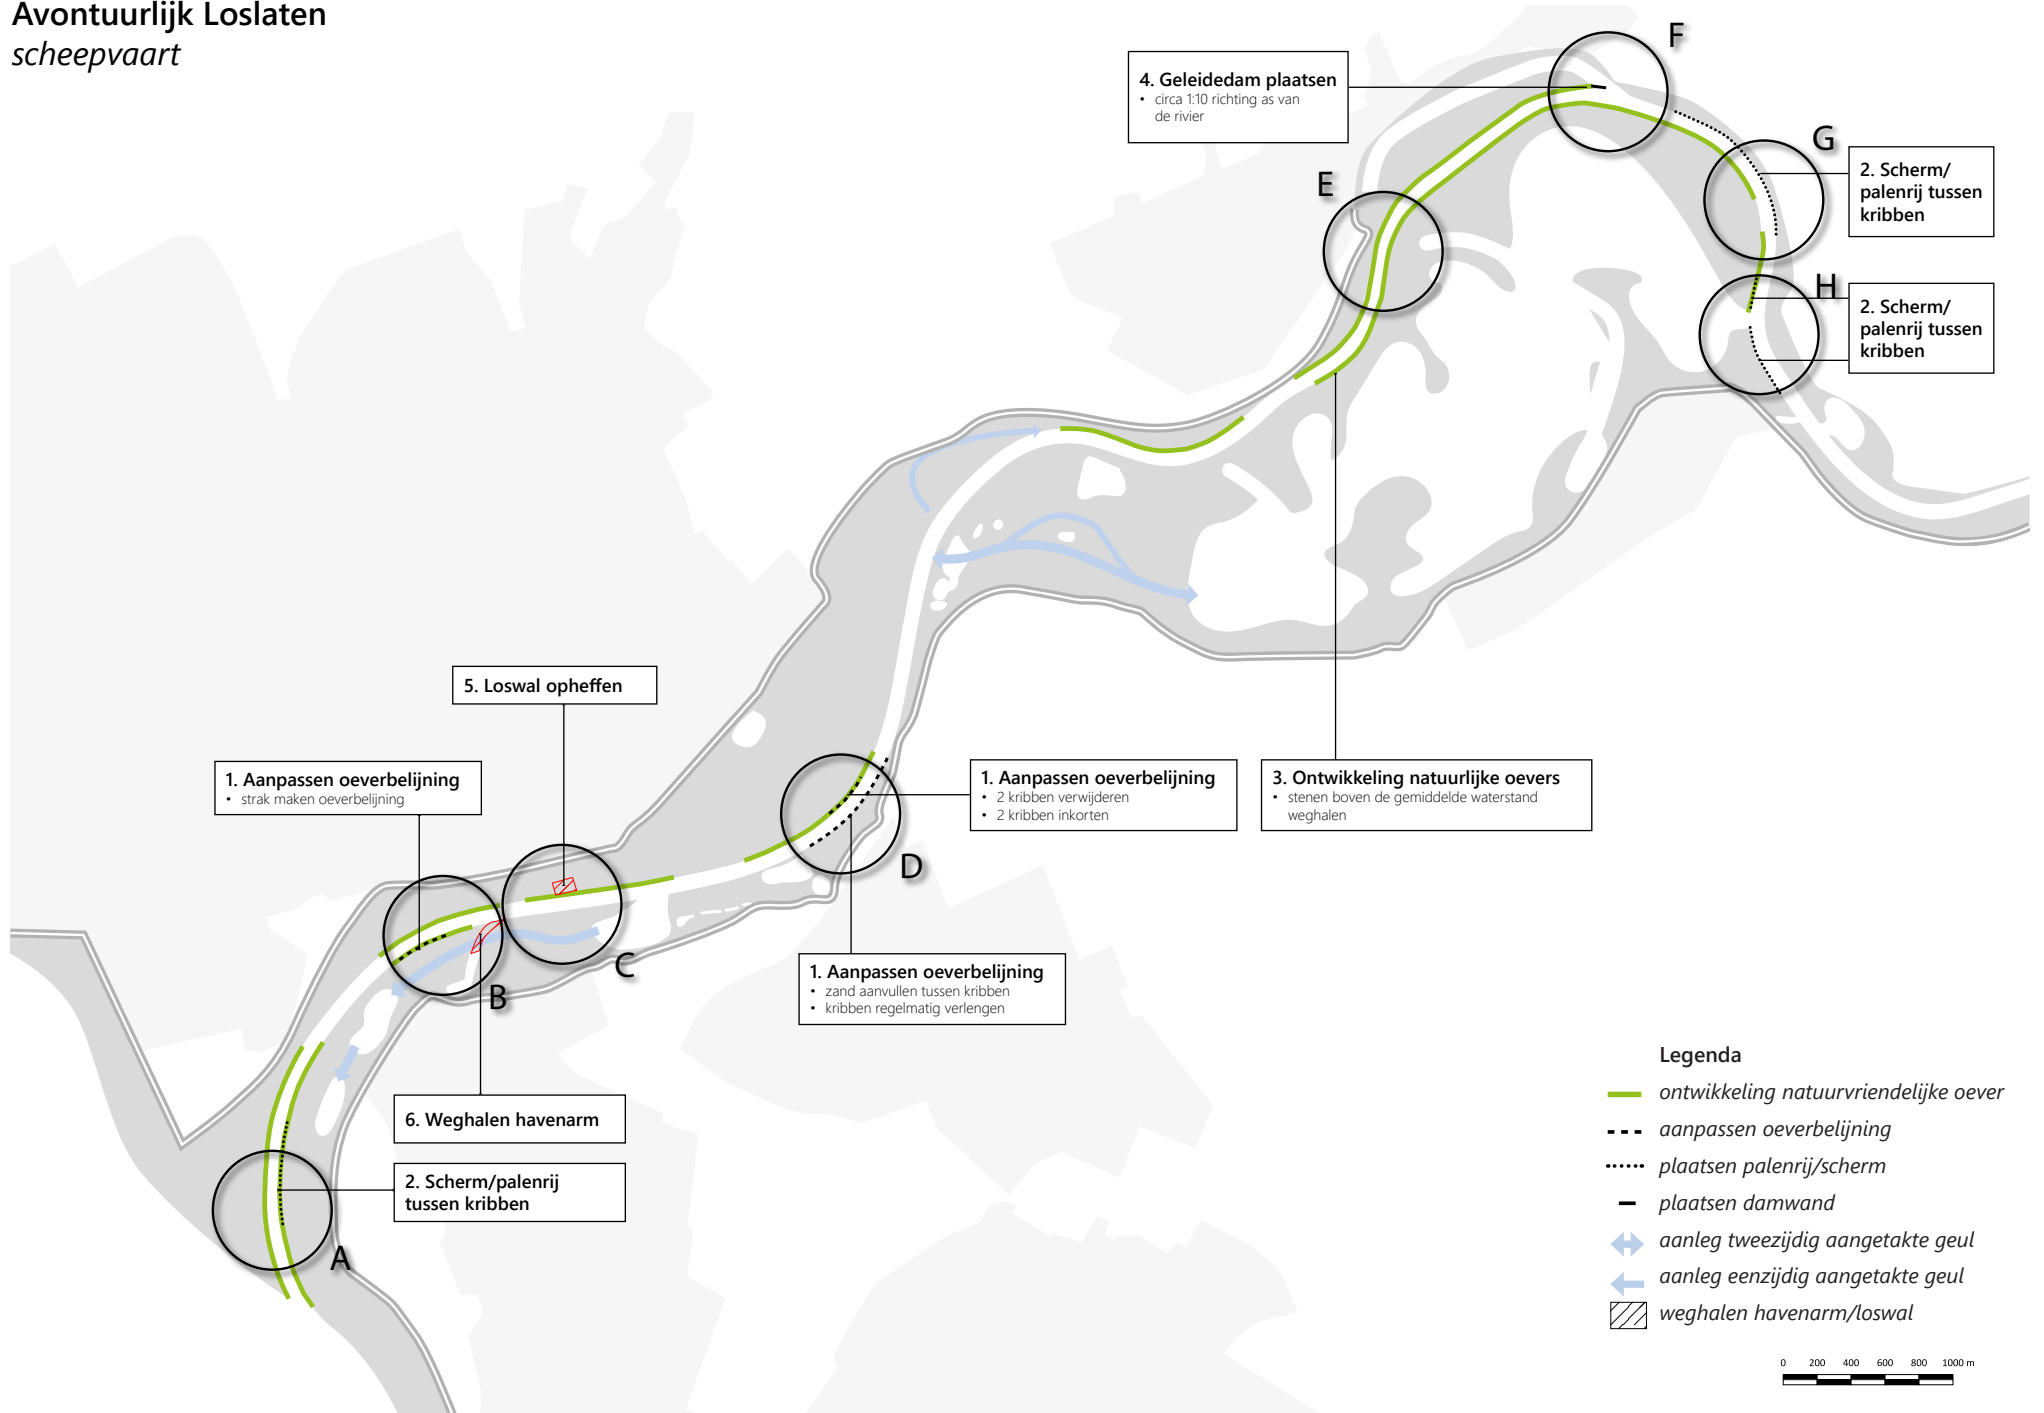 Avontuurlijk Loslaten
scheepvaart
F
4. Geleidedam plaatsen
• circa 1:10 richting as van
de rivier
G
2. Scherm/
palenrij tussen
kribben
E
H
2. Scherm/
palenrij tussen
kribben
5. Loswal opheffen
1. Aanpassen oeverbelijning
• strak maken oeverbelijning
1. Aanpassen oeverbelijning
• 2 kribben verwijderen
• 2 kribben inkorten
3. Ontwikkeling natuurlijke oevers
• stenen boven de gemiddelde waterstand
weghalen
D
C
B
1. Aanpassen oeverbelijning
• zand aanvullen tussen kribben
• kribben regelmatig verlengen
6. Weghalen havenarm
2. Scherm/palenrij
tussen kribben
A
Legenda
ontwikkeling natuurvriendelijke oever
aanpassen oeverbelijning
plaatsen palenrij/scherm
plaatsen damwand
aanleg tweezijdig aangetakte geul
aanleg eenzijdig aangetakte geul
weghalen havenarm/loswal
0 200 400 600 800 1000 m